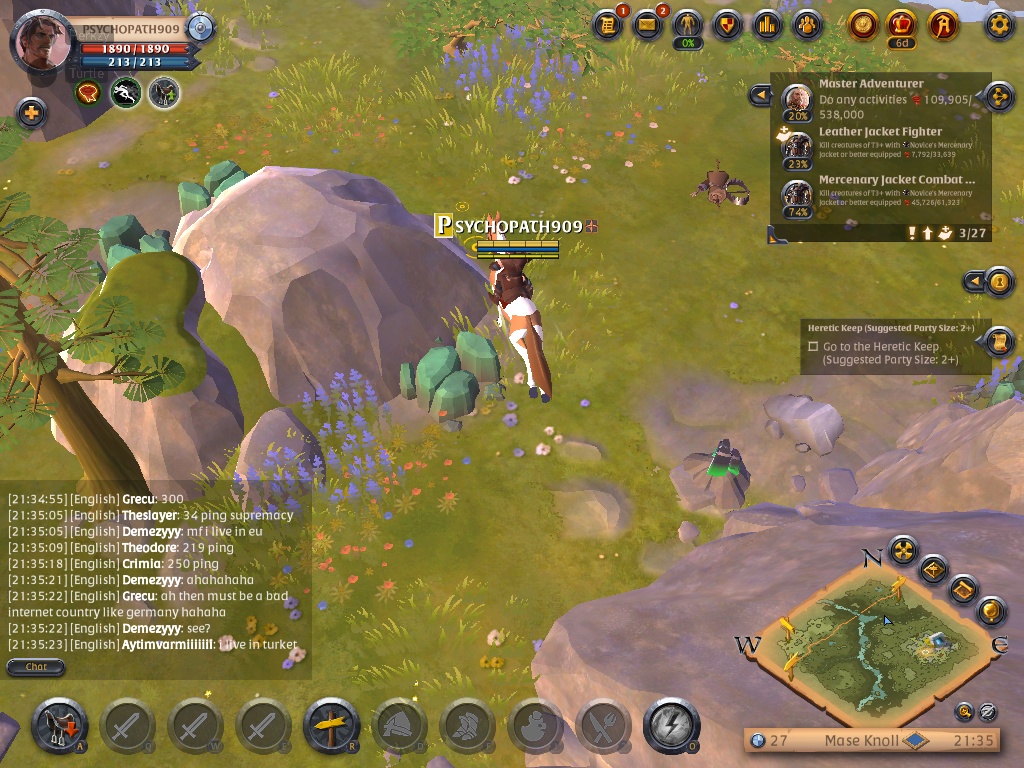 PSYCHOPATH909
1890 / 1890
213 / 213
Turtle
1
2
0%
6d
Master Adventurer
Do any activities 109,905/
538,000
20%
Leather Jacket Fighter
Kill creatures of T3+ with Novice's Mercenary
Jacket or better equipped 7,792/33,639
23%
Mercenary Jacket Combat ...
Kill creatures of T3+ with Novice's Mercenary
Jacket or better equipped 45,726/61,323
74%
3/27
PSYCHOPATH909
Heretic Keep (Suggested Party Size: 2+)
Go to the Heretic Keep.
(Suggested Party Size: 2+)
[21:34:55] [English] Grecu: 300
[21:35:05] [English] Theslayer: 34 ping supremacy
[21:35:05] [English] Demezyyy: mf i live in eu
[21:35:09] [English] Theodore: 219 ping
[21:35:18] [English] Crimia: 250 ping
[21:35:21] [English] Demezyyy: ahahahaha
[21:35:22] [English] Grecu: ah then must be a bad
internet country like germany hahaha
[21:35:22] [English] Demezyyy: see?
[21:35:23] [English] Aytimvarmiiiiiil: i live in turket
Chat
N
W
E
A
Q
W
E
R
D
F
O
27
Mase Knoll
21:35